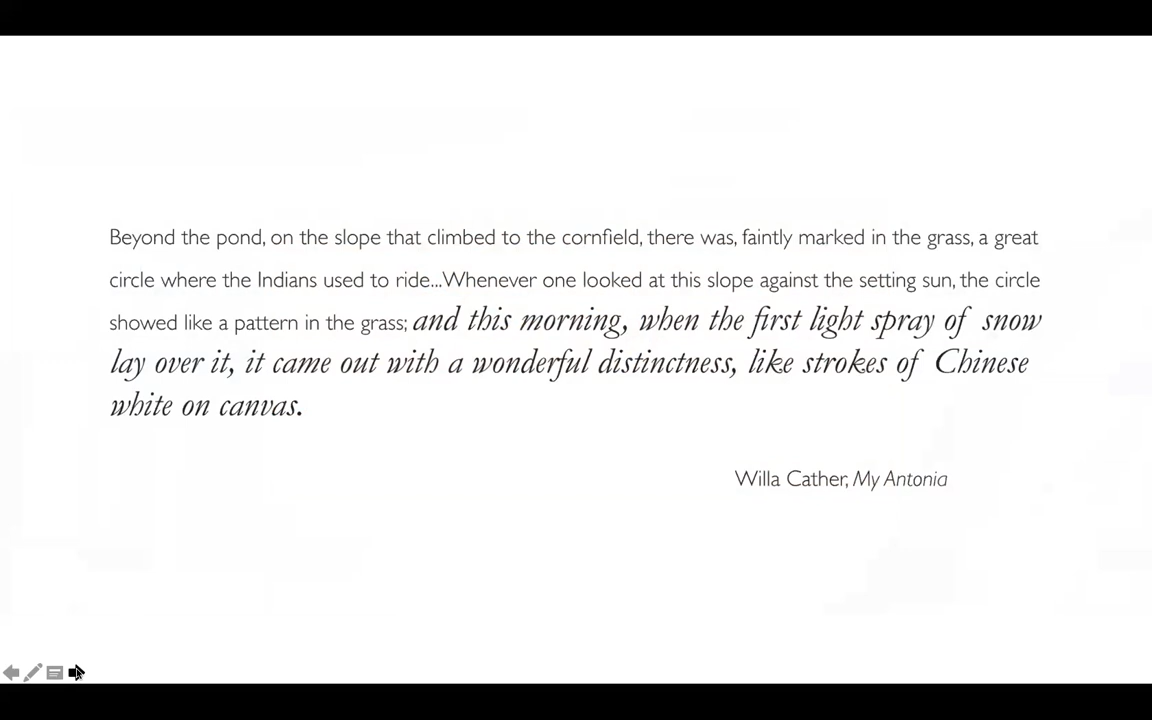 Beyond the pond, on the slope that climbed to the cornfield, there was, faintly marked in the grass, a great
circle where the Indians used to ride...Whenever one looked at this slope against the setting sun, the circle
showed like a pattern in the grass; and this morning, when the first light spray of snow
lay over it, it came out with a wonderful distinctness, like strokes of Chinese
white on canvas.
Willa Cather, My Antonia